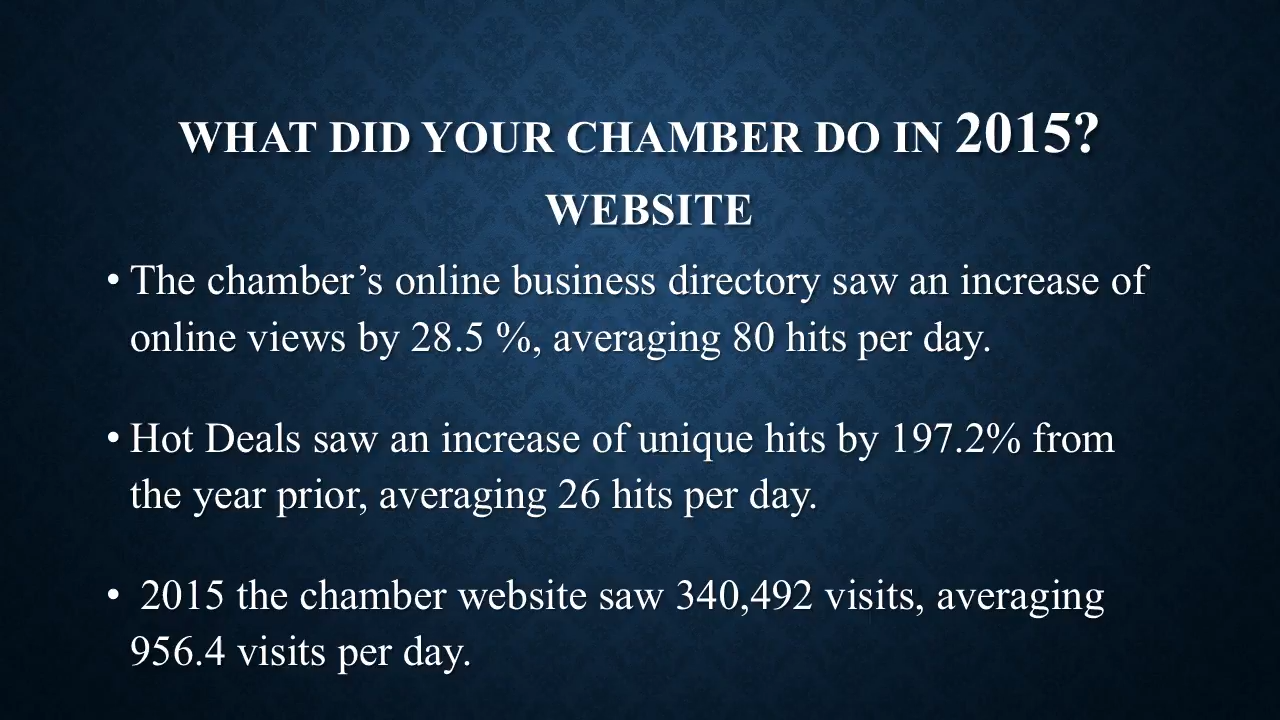 WHAT DID YOUR CHAMBER DO IN 2015?
WEBSITE
• The chamber’s online business directory saw an increase of
online views by 28.5 %, averaging 80 hits per day.
• Hot Deals saw an increase of unique hits by 197.2% from
the year prior, averaging 26 hits per day.
• 2015 the chamber website saw 340,492 visits, averaging
956.4 visits per day.